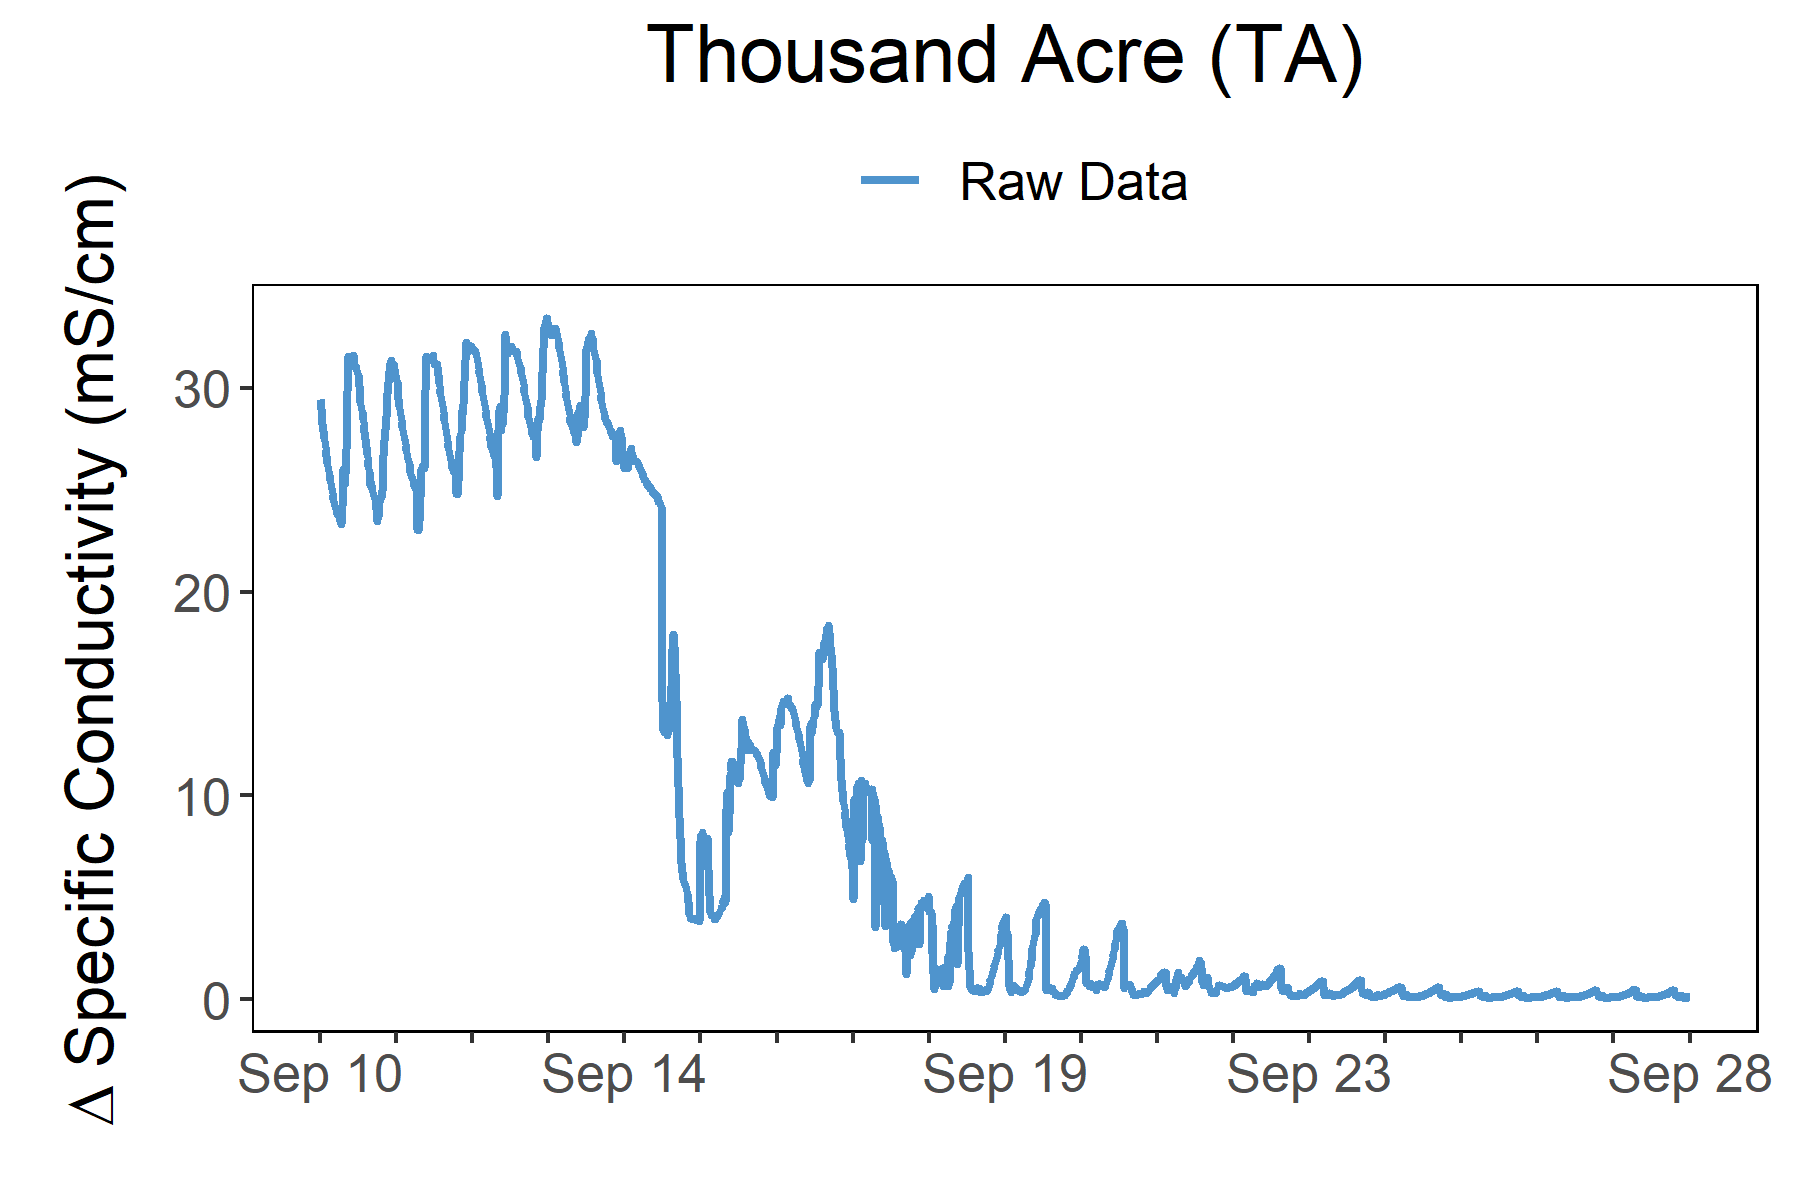 Thousand Acre (TA)
Raw Data
Δ Specific Conductivity (mS/cm)
30
20
10
0
Sep 10 Sep 14 Sep 19 Sep 23 Sep 28